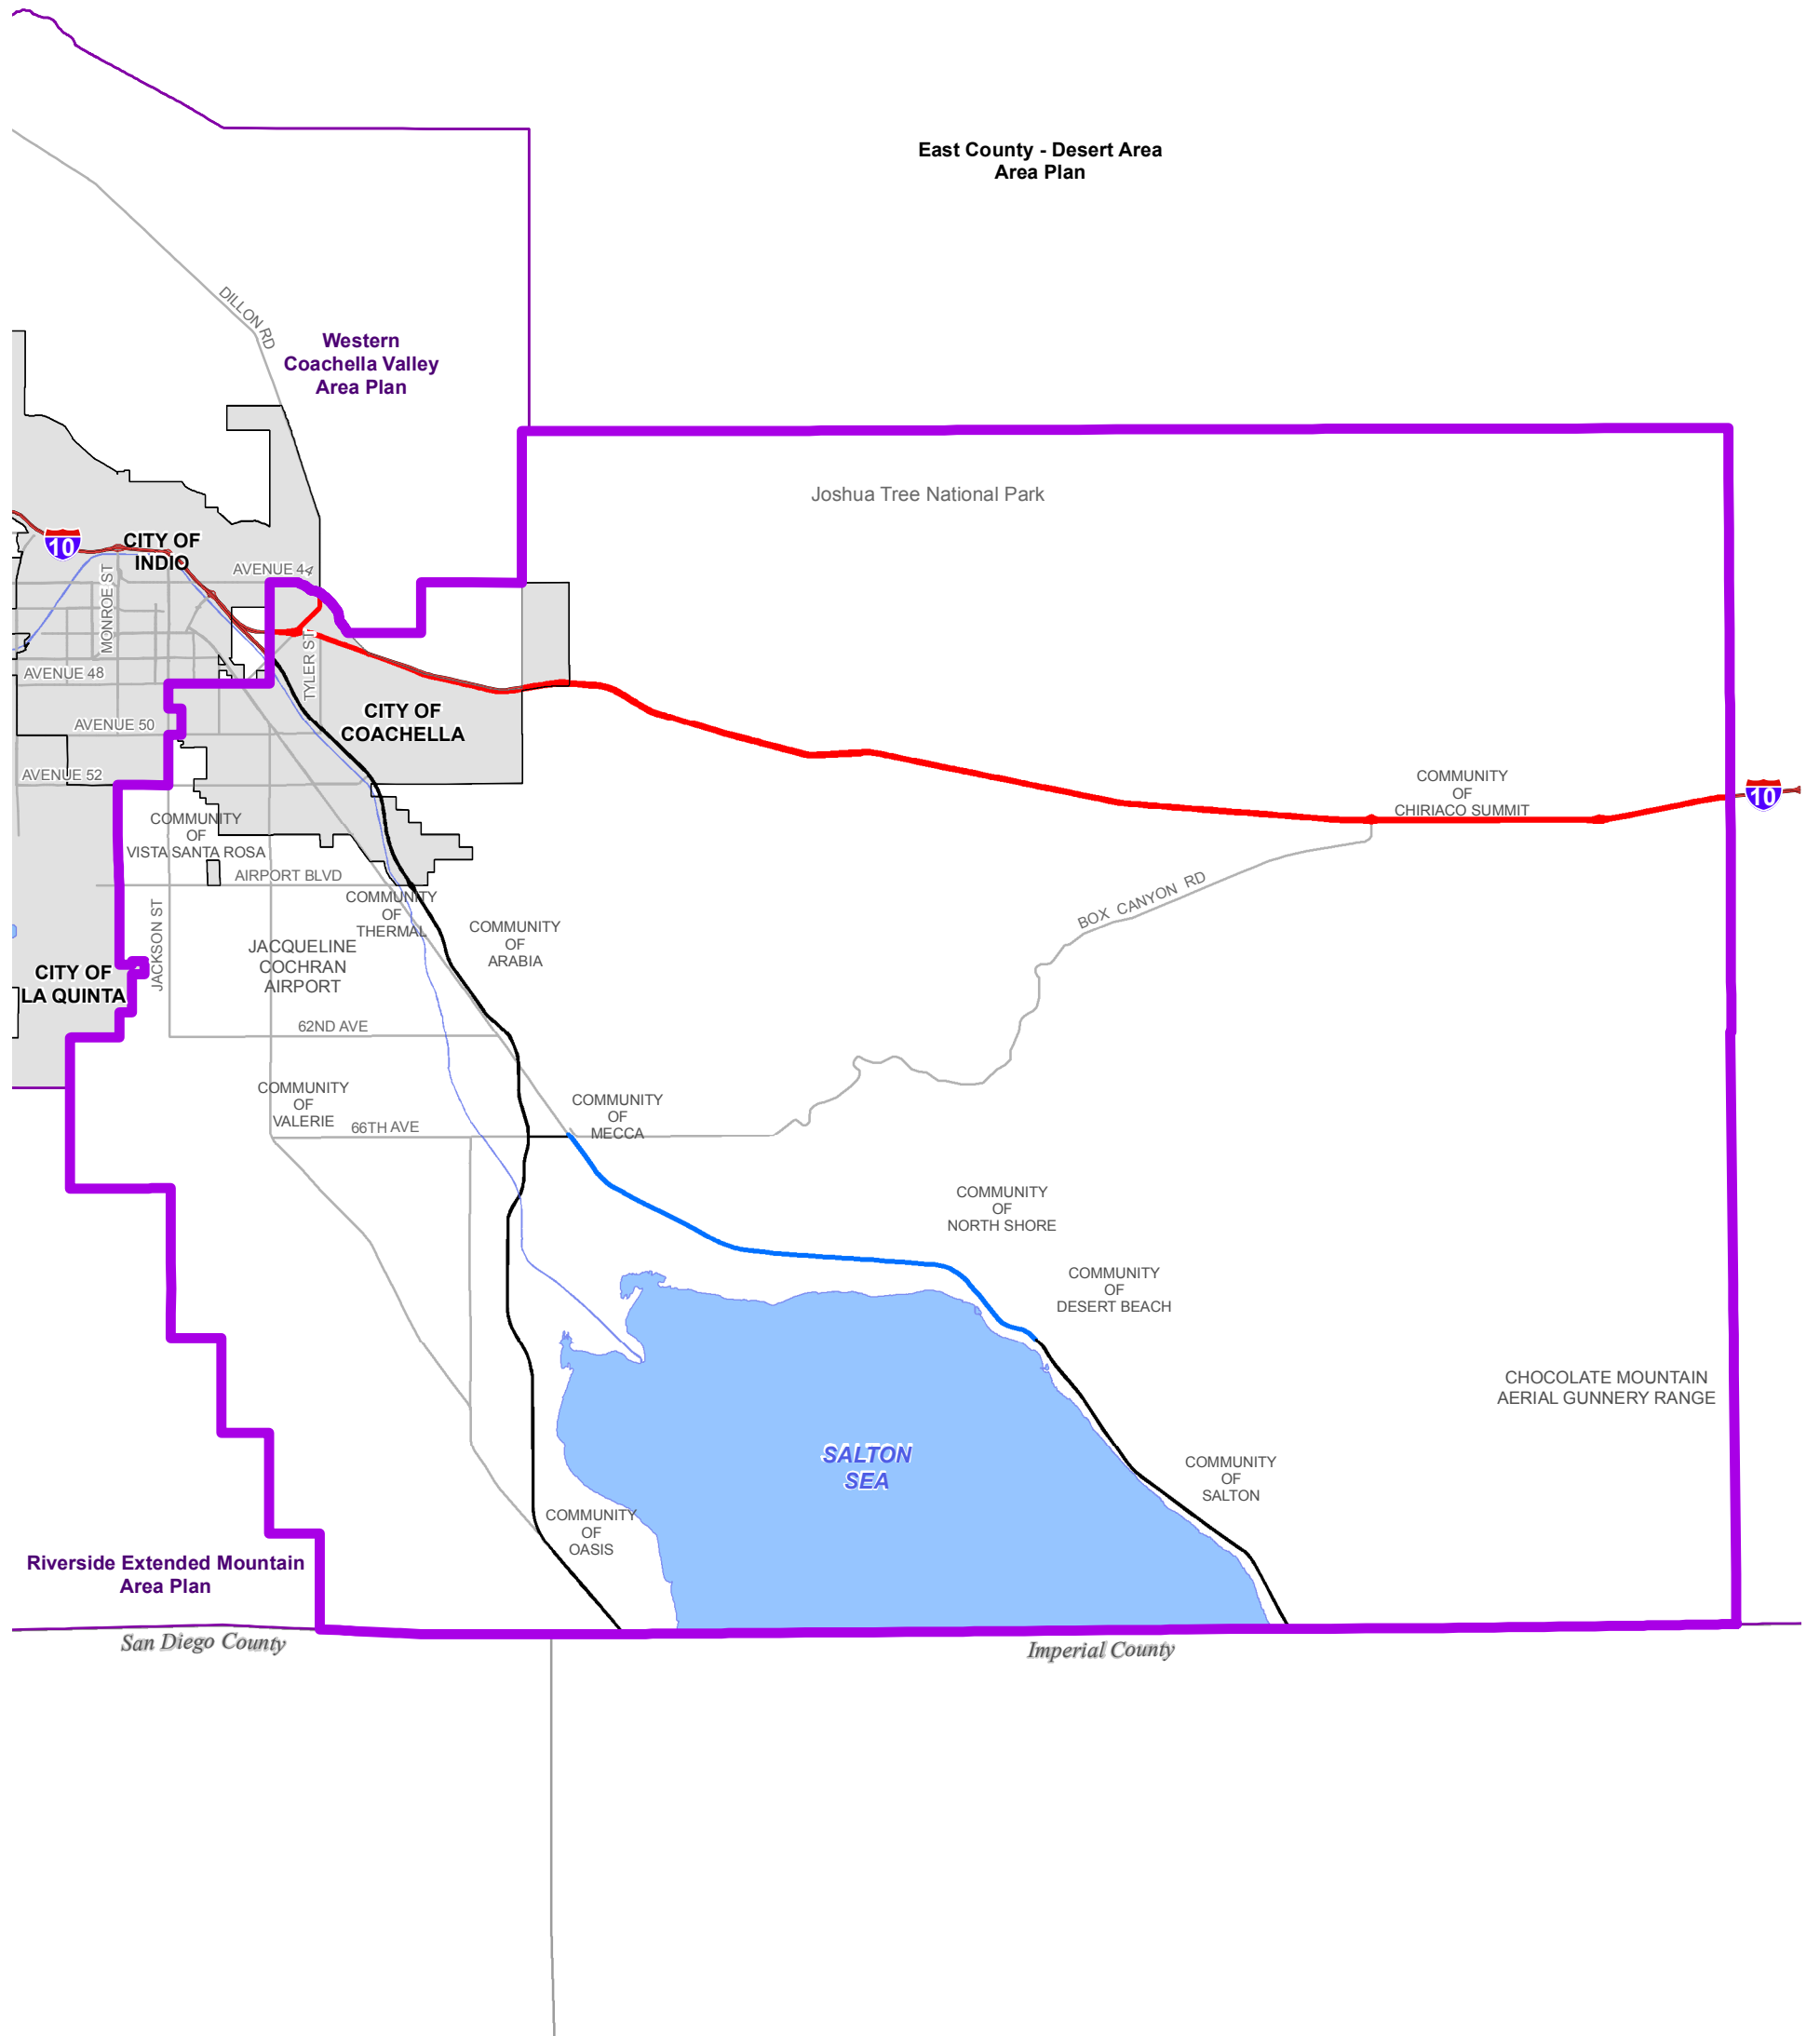 East County - Desert Area
Area Plan
DILLON RD
Western
Coachella Valley
Area Plan
Joshua Tree National Park
10
CITY OF
INDIO
AVENUE 44
MONROE ST
TYLER ST
AVENUE 48
CITY OF
COACHELLA
AVENUE 50
AVENUE 52
COMMUNITY
OF
CHIRIACO SUMMIT
10
COMMUNITY
OF
VISTA SANTA ROSA
AIRPORT BLVD
COMMUNITY
OF
THERMAL
BOX CANYON RD
JACKSON ST
COMMUNITY
OF
ARABIA
JACQUELINE
COCHRAN
AIRPORT
CITY OF
LA QUINTA
62ND AVE
COMMUNITY
OF
VALERIE
COMMUNITY
OF
MECCA
66TH AVE
COMMUNITY
OF
NORTH SHORE
COMMUNITY
OF
DESERT BEACH
CHOCOLATE MOUNTAIN
AERIAL GUNNERY RANGE
SALTON
SEA
COMMUNITY
OF
SALTON
COMMUNITY
OF
OASIS
Riverside Extended Mountain
Area Plan
San Diego County
Imperial County